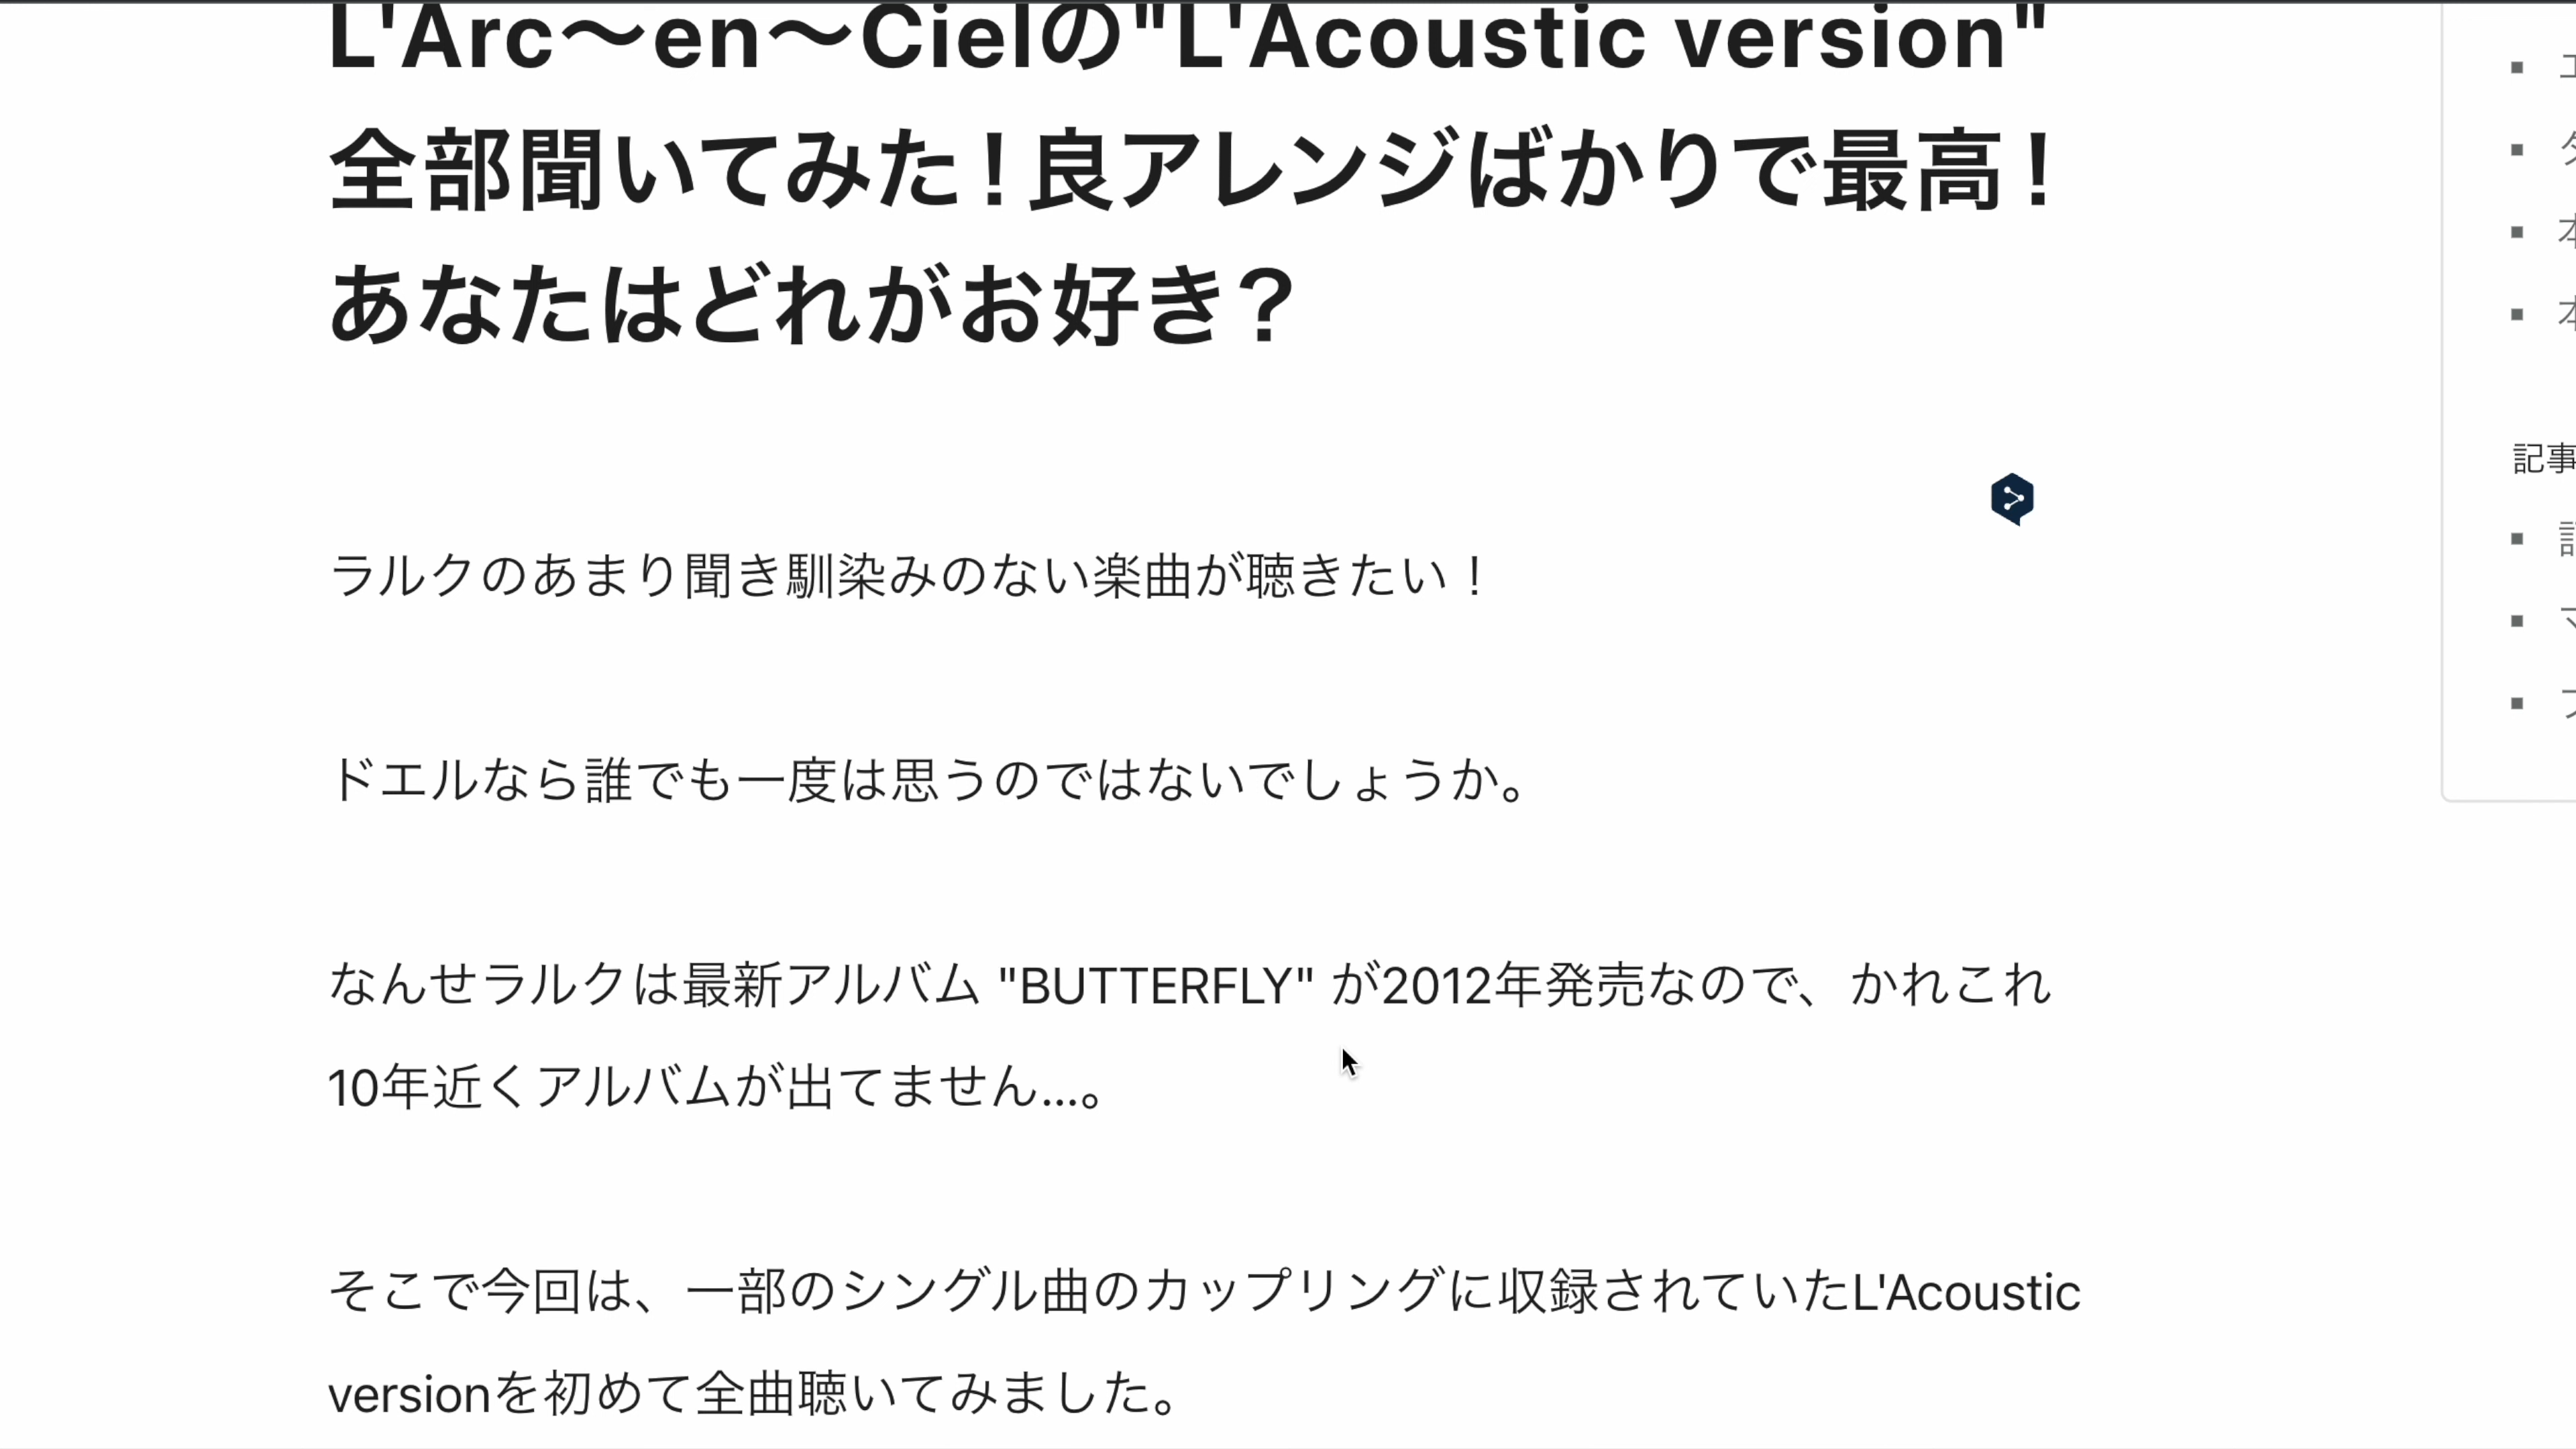 L'Arc〜en〜Cielの"L'Acoustic version"
全部聞いてみた！良アレンジばかりで最高！
あなたはどれがお好き？
ラルクのあまり聞き馴染みのない楽曲が聴きたい！
ドエルなら誰でも一度は思うのではないでしょうか。
なんせラルクは最新アルバム "BUTTERFLY" が2012年発売なので、かれこれ
10年近くアルバムが出てません...。
そこで今回は、一部のシングル曲のカップリングに収録されていたL'Acoustic
versionを初めて全曲聴いてみました。
本
本
記事